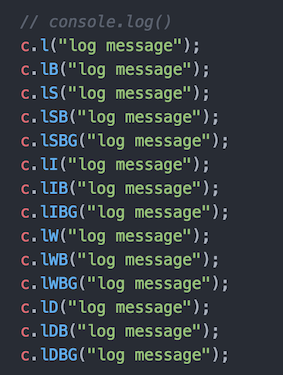 // console.log()
c.l("log message");
c.lB("log message");
c.lS("log message");
c.lSB("log message");
c.lSBG("log message");
c.lI("log message");
c.lIB("log message");
c.lIBG("log message");
c.lW("log message");
c.lWB("log message");
c.lWBG("log message");
c.lD("log message");
c.lDB("log message");
c.lDBG("log message");